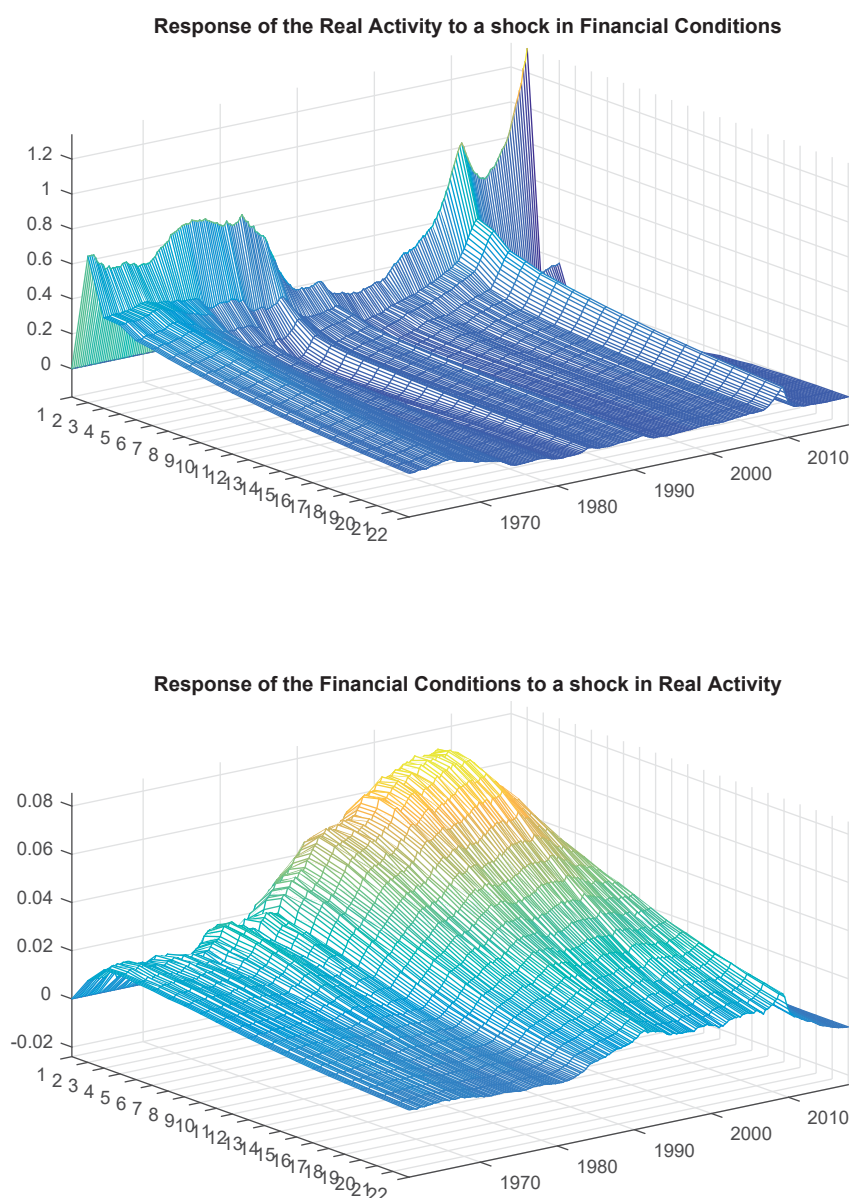 Response of the Real Activity to a shock in Financial Conditions
1.2
1
0.8
0.6
0.4
0.2
0
1 2 3 4 5 6 7 8 9 10 11 12 13 14 15 16 17 18 19 20 21 22
1970 1980 1990 2000 2010
Response of the Financial Conditions to a shock in Real Activity
0.08
0.06
0.04
0.02
0
-0.02
1 2 3 4 5 6 7 8 9 10 11 12 13 14 15 16 17 18 19 20 21 22
1970 1980 1990 2000 2010